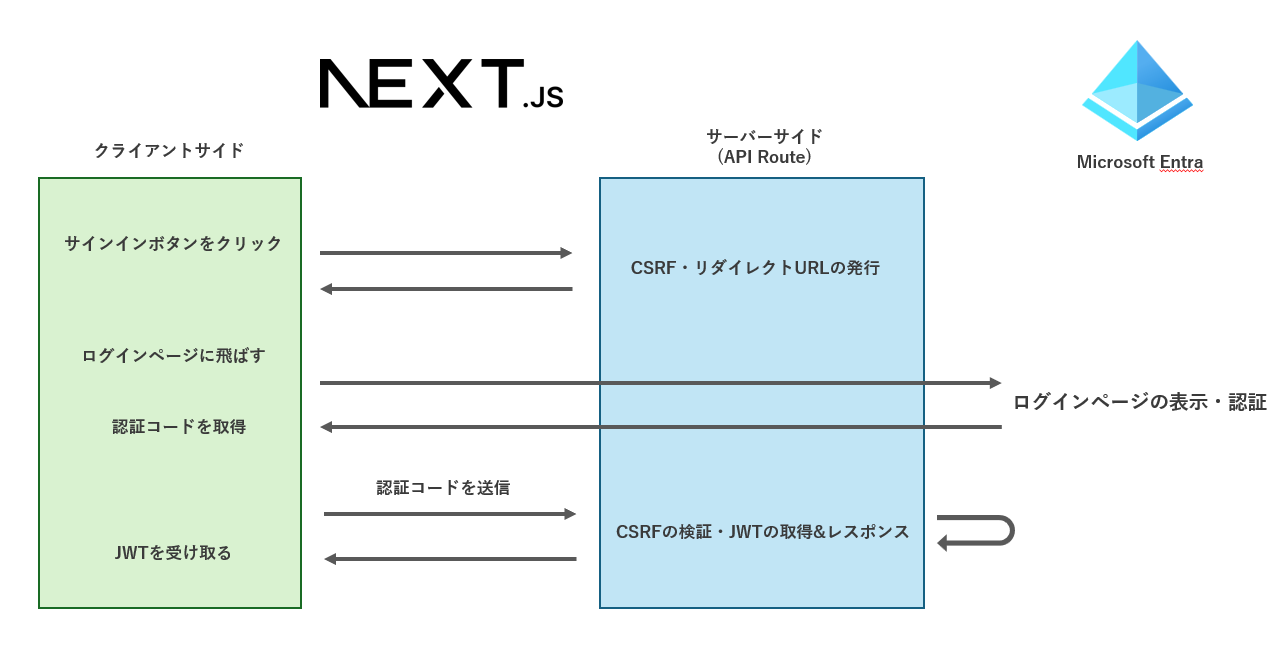 NEXT.JS
クライアントサイド
サーバーサイド
(API Route)
Microsoft Entra
サインインボタンをクリック
CSRF・リダイレクトURLの発行
ログインページに飛ばす
ログインページの表示・認証
認証コードを取得
認証コードを送信
CSRFの検証・JWTの取得&レスポンス
JWTを受け取る